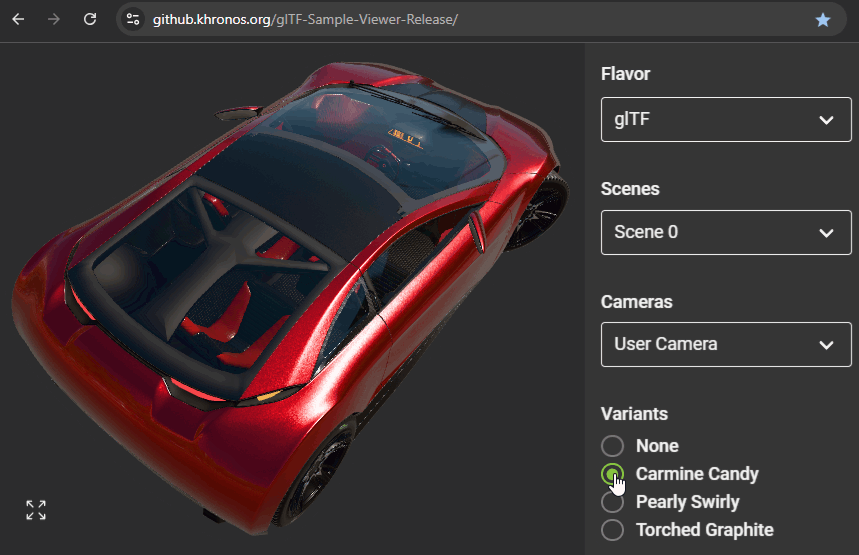 github.khronos.org/glTF-Sample-Viewer-Release/
Flavor
glTF
Scenes
Scene 0
Cameras
User Camera
Variants
None
Carmine Candy
Pearly Swirly
Torched Graphite